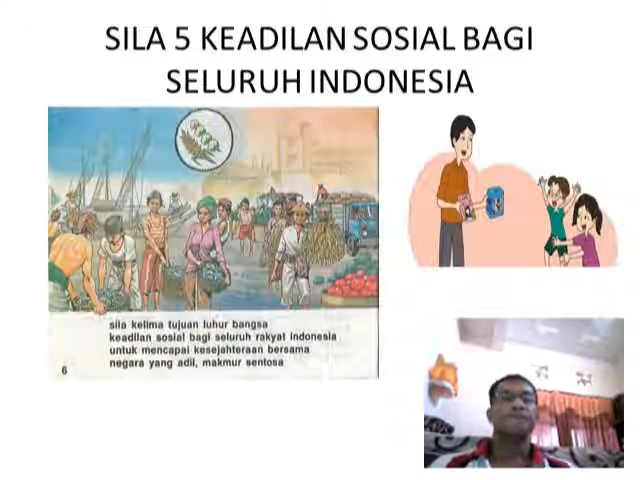 SILA 5 KEADILAN SOSIAL BAGI
SELURUH INDONESIA
sila kelima tujuan luhur bangsa
keadilan sosial bagi seluruh rakyat indonesia
untuk mencapai kesejahteraan bersama
negara yang adil, makmur sentosa
6